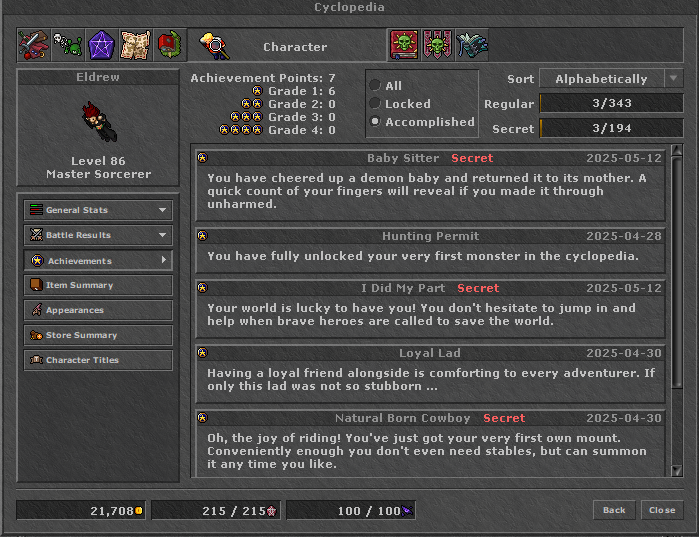 Cyclopedia
Character
Eldrew
Level 86
Master Sorcerer
General Stats
Battle Results
Achievements
Item Summary
Appearances
Store Summary
Character Titles
Achievement Points: 7
Grade 1: 6
Grade 2: 0
Grade 3: 0
Grade 4: 0
All
Locked
Accomplished
Sort Alphabetically
Regular 3/343
Secret 3/194
Baby Sitter Secret 2025-05-12
You have cheered up a demon baby and returned it to its mother. A
quick count of your fingers will reveal if you made it through
unharmed.
Hunting Permit 2025-04-28
You have fully unlocked your very first monster in the cyclopedia.
I Did My Part Secret 2025-05-12
Your world is lucky to have you! You don't hesitate to jump in and
help when brave heroes are called to save the world.
Loyal Lad 2025-04-30
Having a loyal friend alongside is comforting to every adventurer. If
only this lad was not so stubborn ...
Natural Born Cowboy Secret 2025-04-30
Oh, the joy of riding! You've just got your very first own mount.
Conveniently enough you don't even need stables, but can summon
it any time you like.
21,708
215 / 215
100 / 100
Back
Close